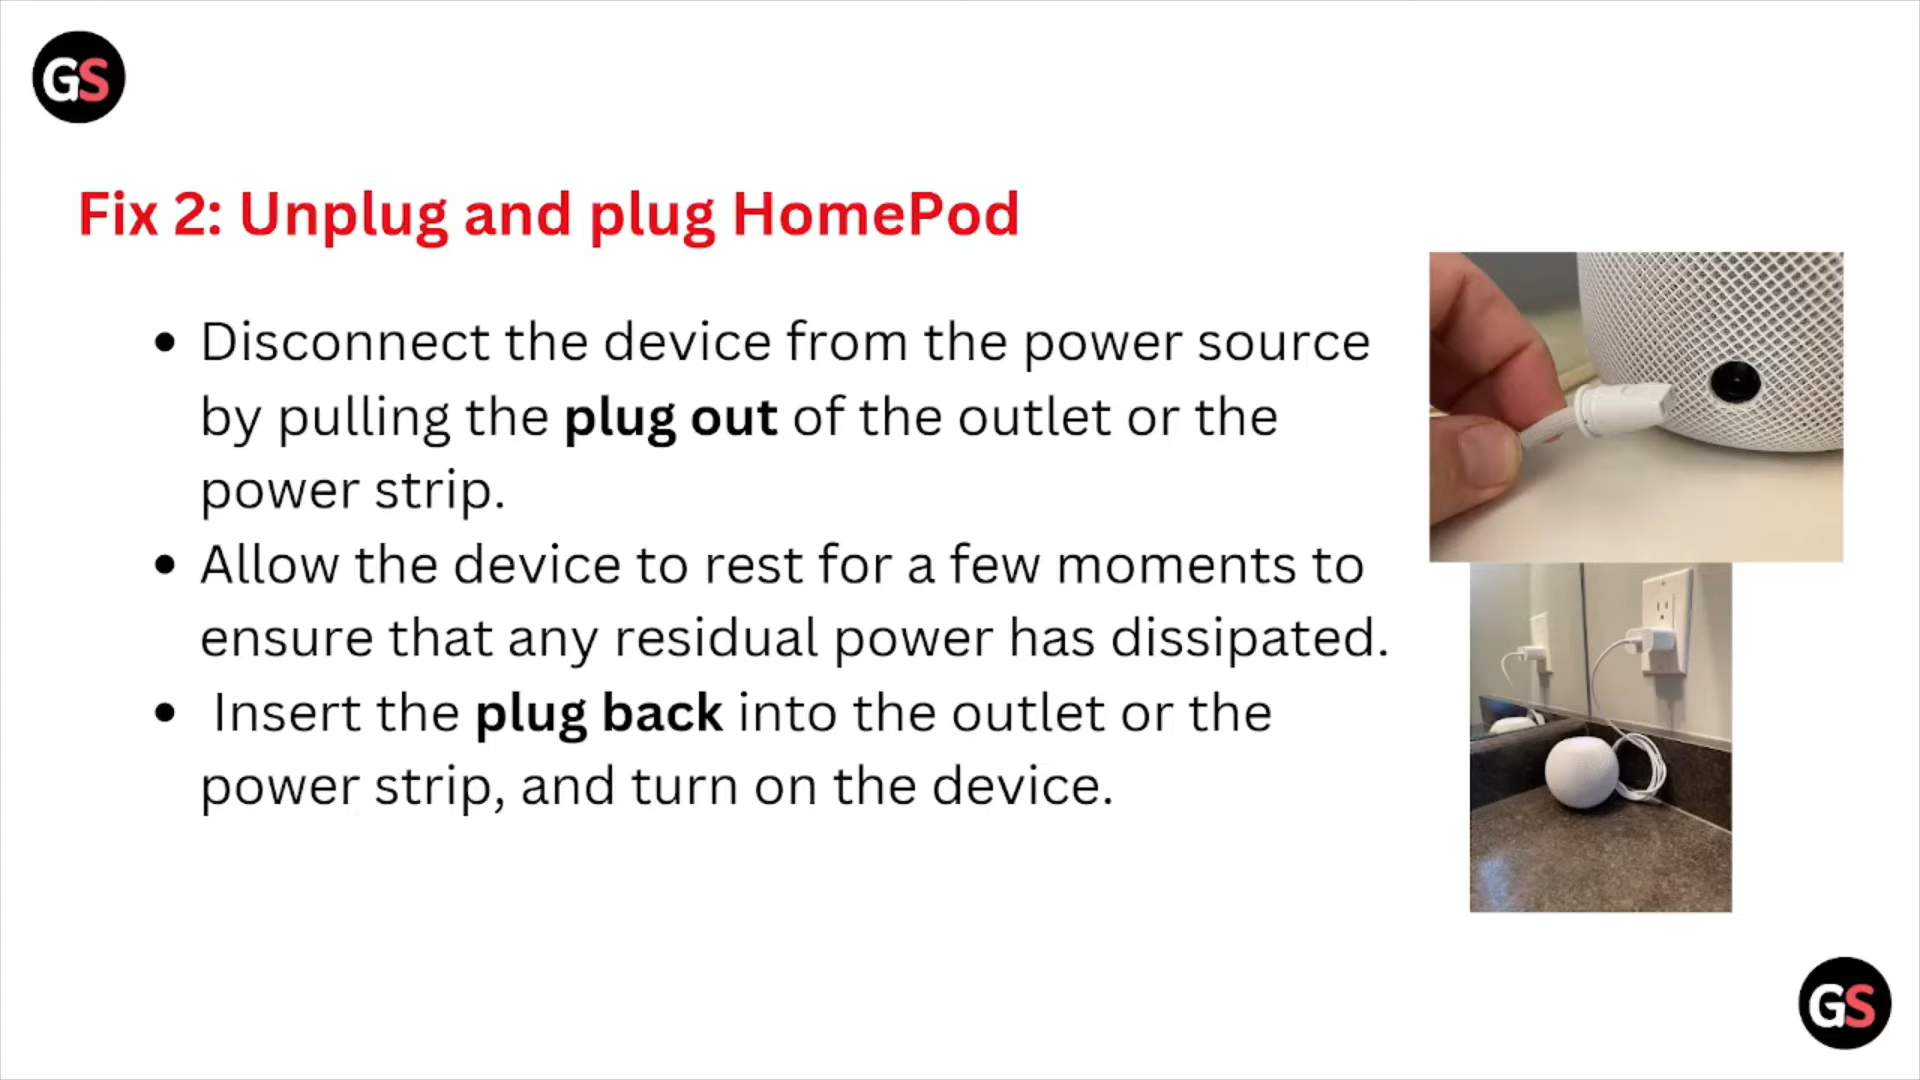 GS
Fix 2: Unplug and plug HomePod
• Disconnect the device from the power source
by pulling the plug out of the outlet or the
power strip.
• Allow the device to rest for a few moments to
ensure that any residual power has dissipated.
• Insert the plug back into the outlet or the
power strip, and turn on the device.
GS